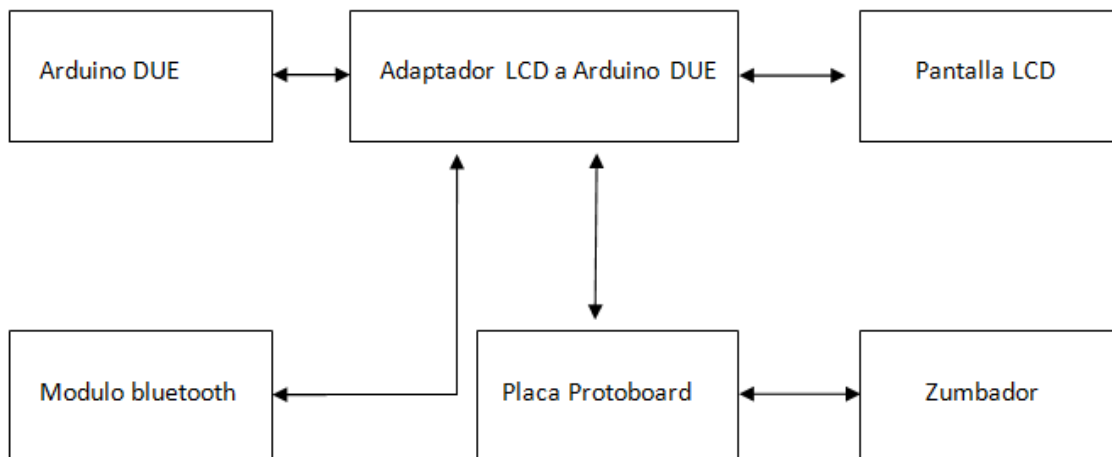 Arduino DUE
Adaptador LCD a Arduino DUE
Pantalla LCD
Modulo bluetooth
Placa Protoboard
Zumbador